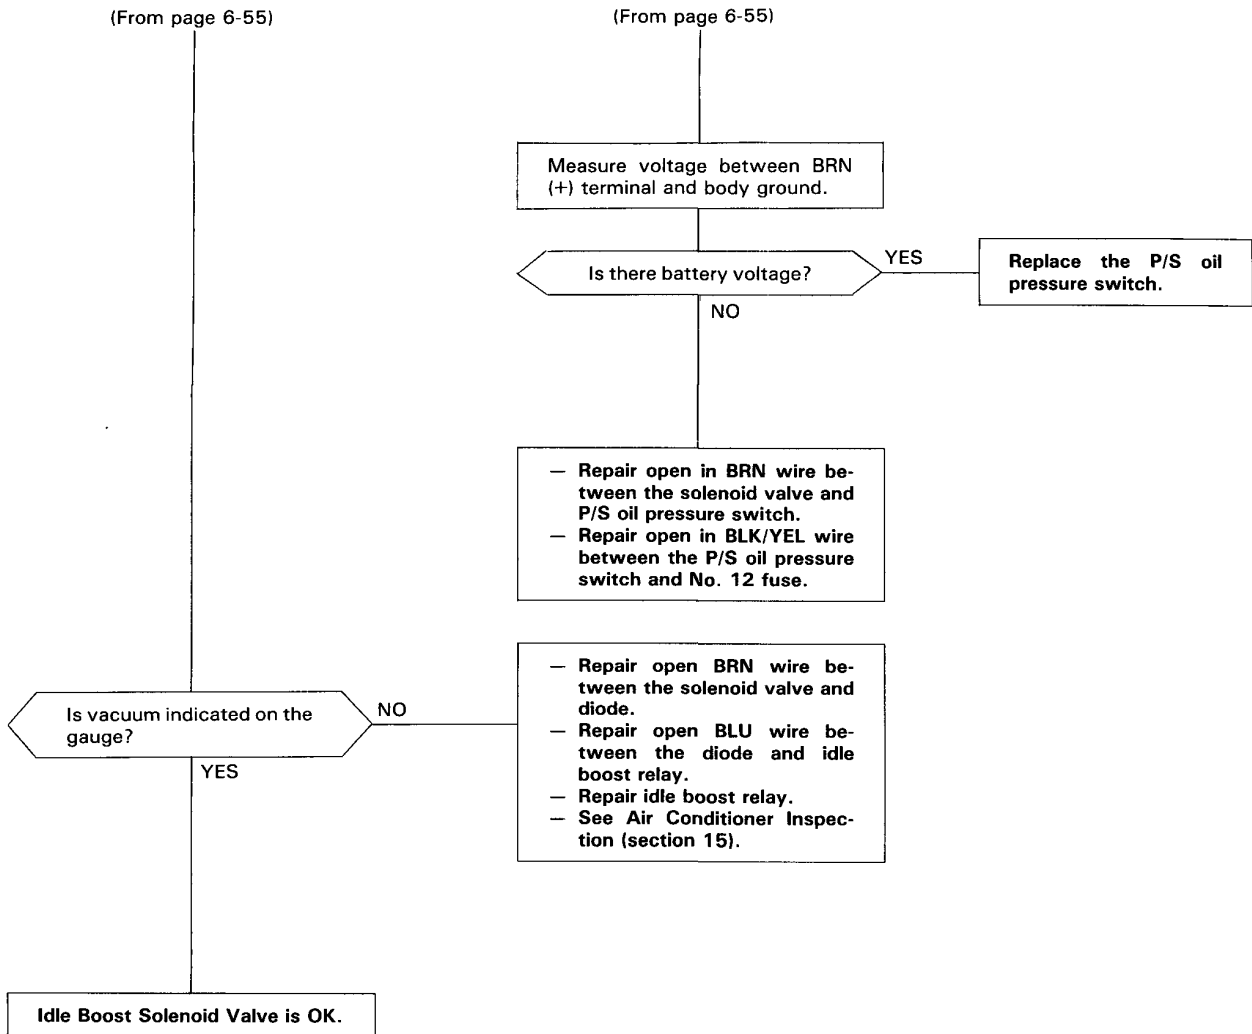 (From page 6-55)
(From page 6-55)
Measure voltage between BRN
(+) terminal and body ground.
Is there battery voltage?
YES
Replace the P/S oil
pressure switch.
NO
— Repair open in BRN wire be-
tween the solenoid valve and
P/S oil pressure switch.
— Repair open in BLK/YEL wire
between the P/S oil pressure
switch and No. 12 fuse.
Is vacuum indicated on the
gauge?
NO
— Repair open BRN wire be-
tween the solenoid valve and
diode.
— Repair open BLU wire be-
tween the diode and idle
boost relay.
— Repair idle boost relay.
— See Air Conditioner Inspec-
tion (section 15).
YES
Idle Boost Solenoid Valve is OK.